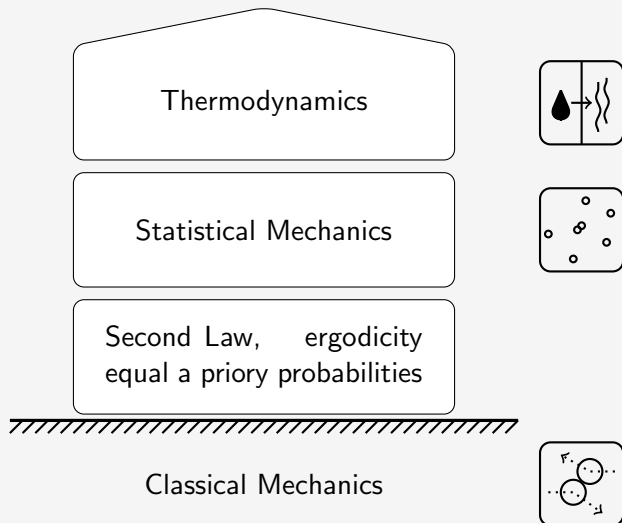 Thermodynamics
Statistical Mechanics
Second Law, ergodicity
equal a priory probabilities
Classical Mechanics